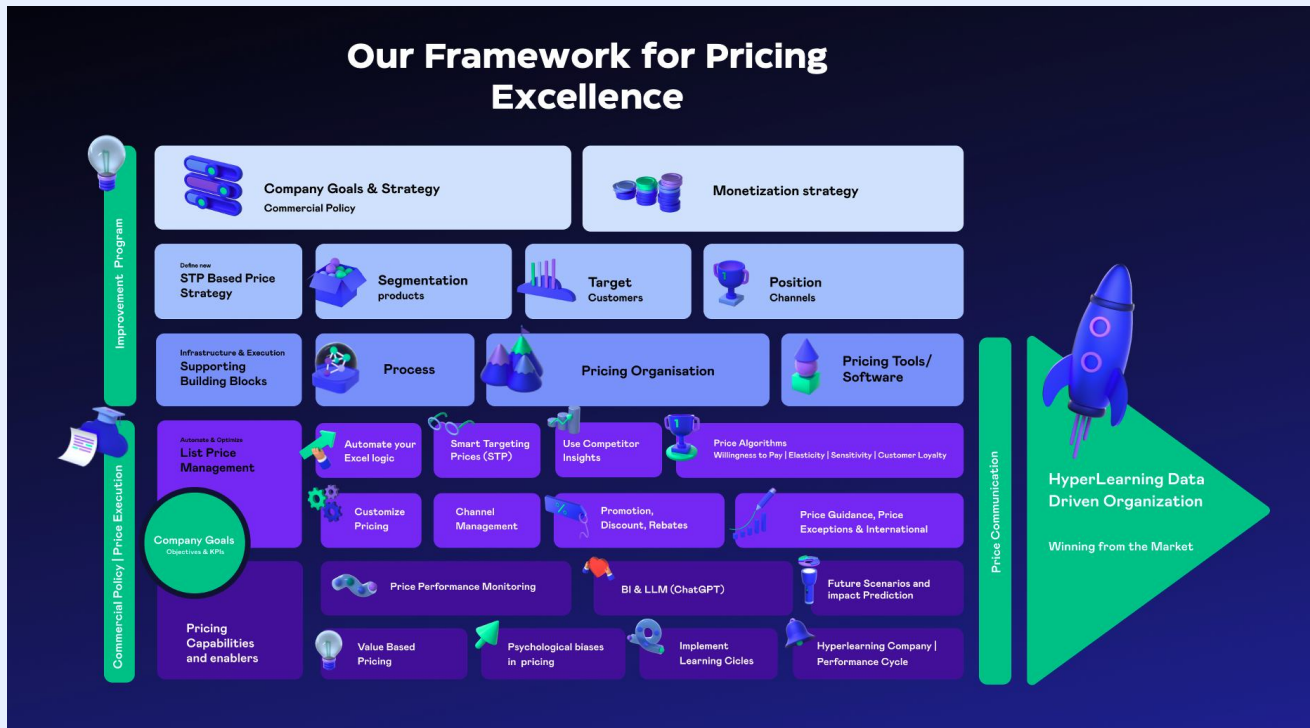 Our Framework for Pricing
Excellence
Improvement Program
Company Goals & Strategy
Commercial Policy
Monetization strategy
Define new
STP Based Price
Strategy
Segmentation
products
Target
Customers
Position
Channels
Infrastructure & Execution
Supporting
Building Blocks
Process
Pricing Organisation
Pricing Tools/
Software
Commercial Policy | Price Execution
Automate & Optimize
List Price
Management
Automate your
Excel logic
Smart Targeting
Prices (STP)
Use Competitor
Insights
Price Algorithms
Willingness to Pay | Elasticity | Sensitivity | Customer Loyalty
Customize
Pricing
Channel
Management
Promotion,
Discount, Rebates
Price Guidance, Price
Exceptions & International
Company Goals
Objectives & KPIs
Pricing
Capabilities
and enablers
Price Performance Monitoring
BI & LLM (ChatGPT)
Future Scenarios and
impact Prediction
Value Based
Pricing
Psychological biases
in pricing
Implement
Learning Cicles
Hyperlearning Company |
Performance Cycle
Price Communication
HyperLearning Data
Driven Organization
Winning from the Market